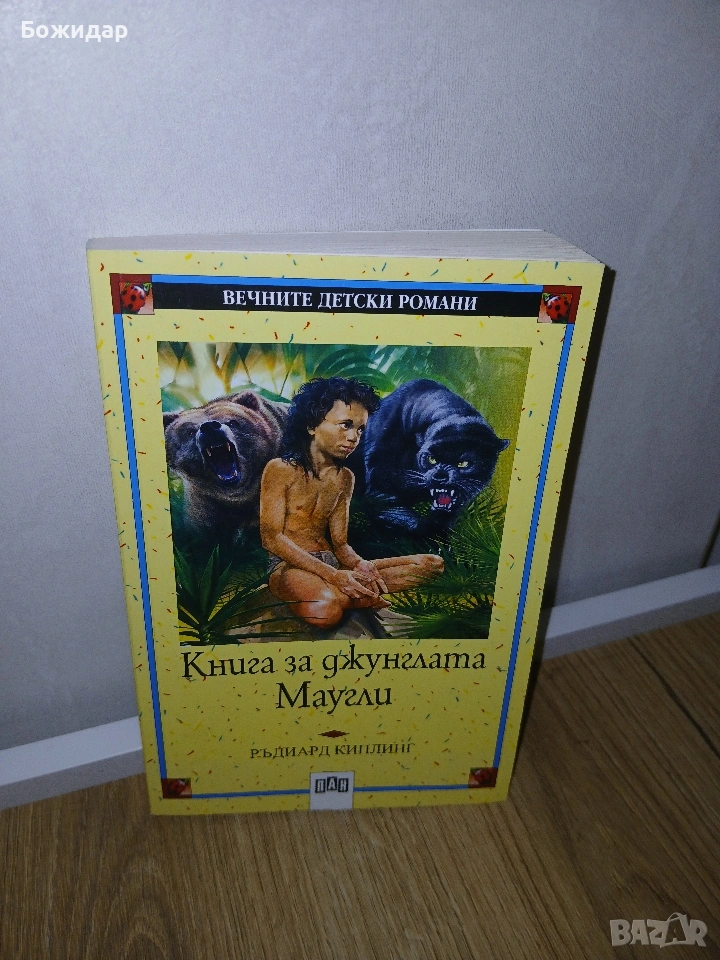 Божидар
ВЕЧНИТЕ ДЕТСКИ РОМАНИ
Книга за джунглата
Маугли
РЪДИАРД КИПЛИНГ
ПАН
BAZAR